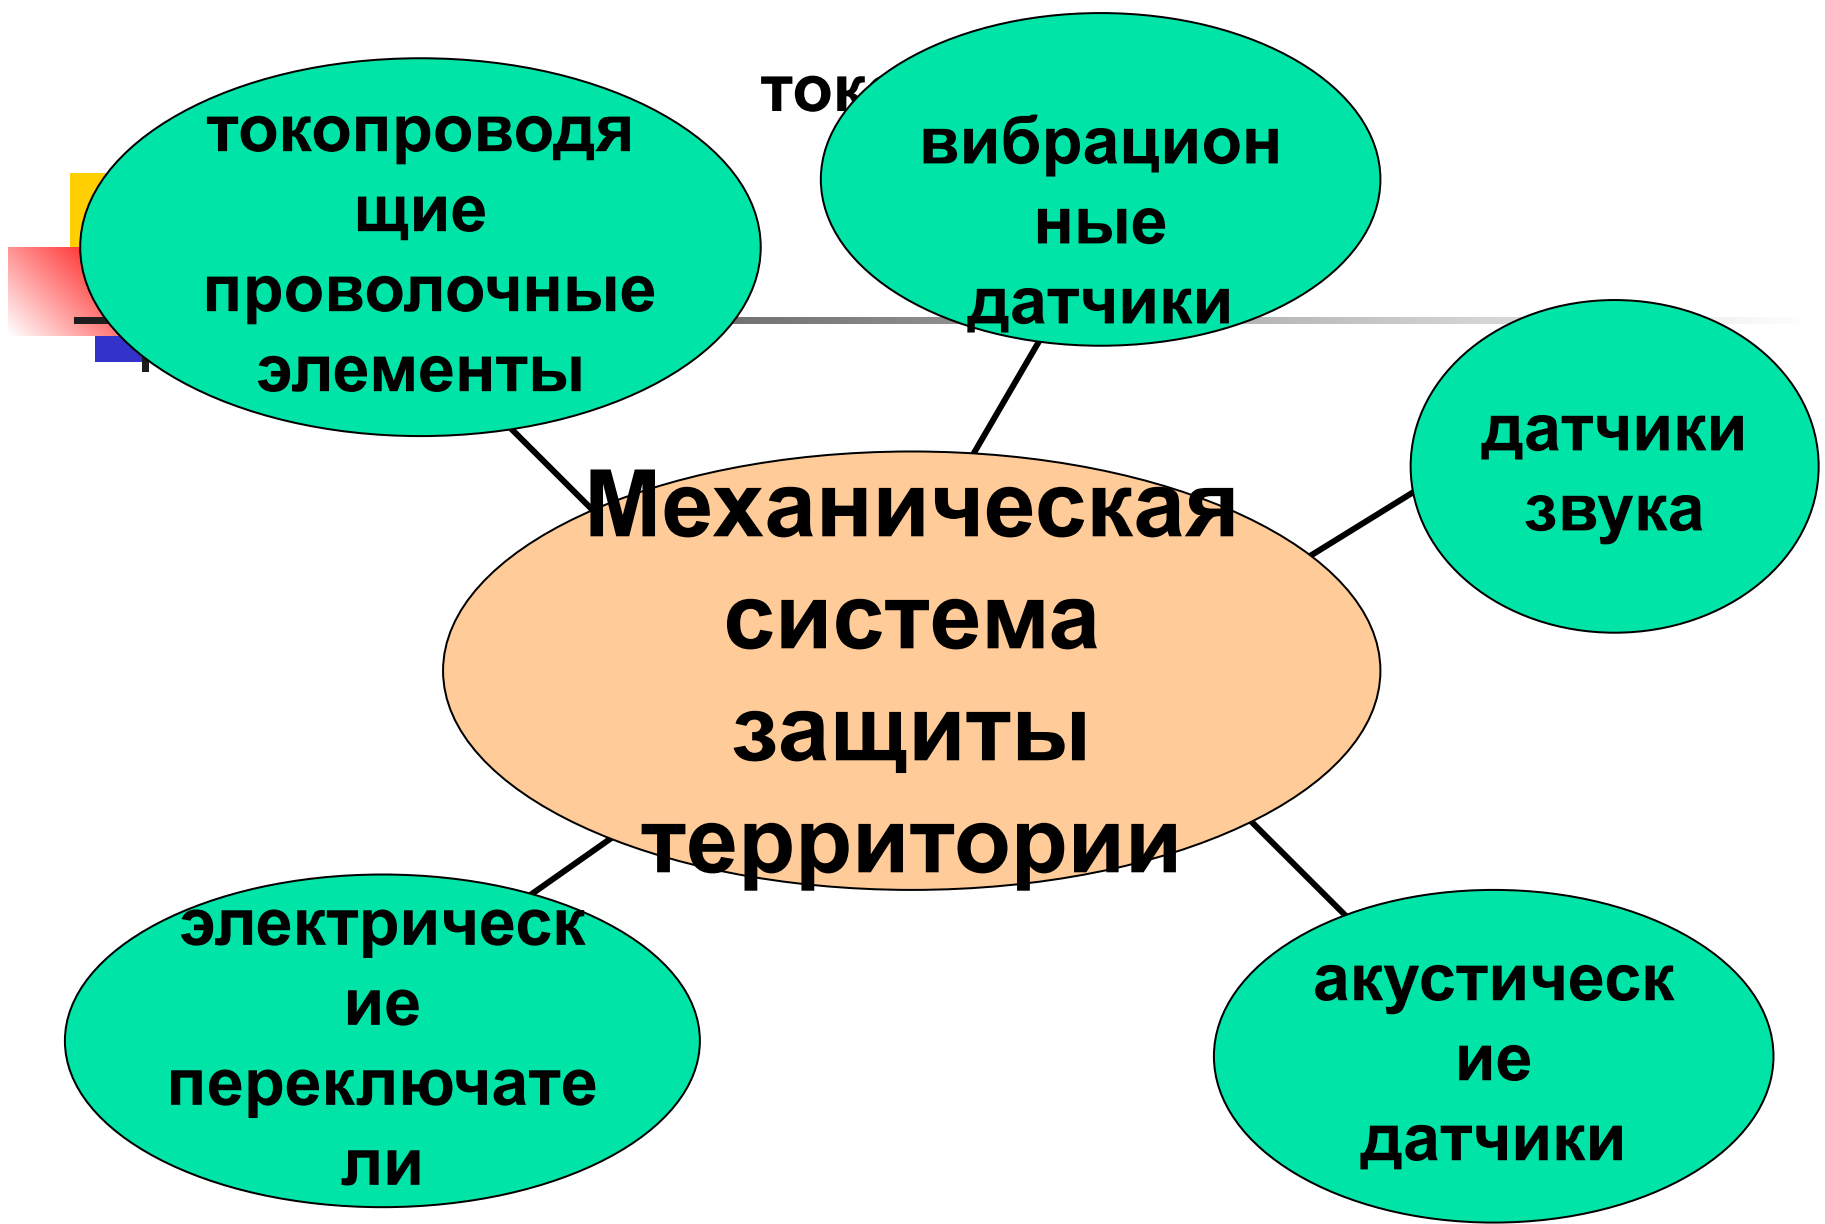 токопроводя
щие
проволочные
элементы
вибрацион
ные
датчики
датчики
звука
Механическая
система
защиты
территории
электрическ
ие
переключате
ли
акустическ
ие
датчики